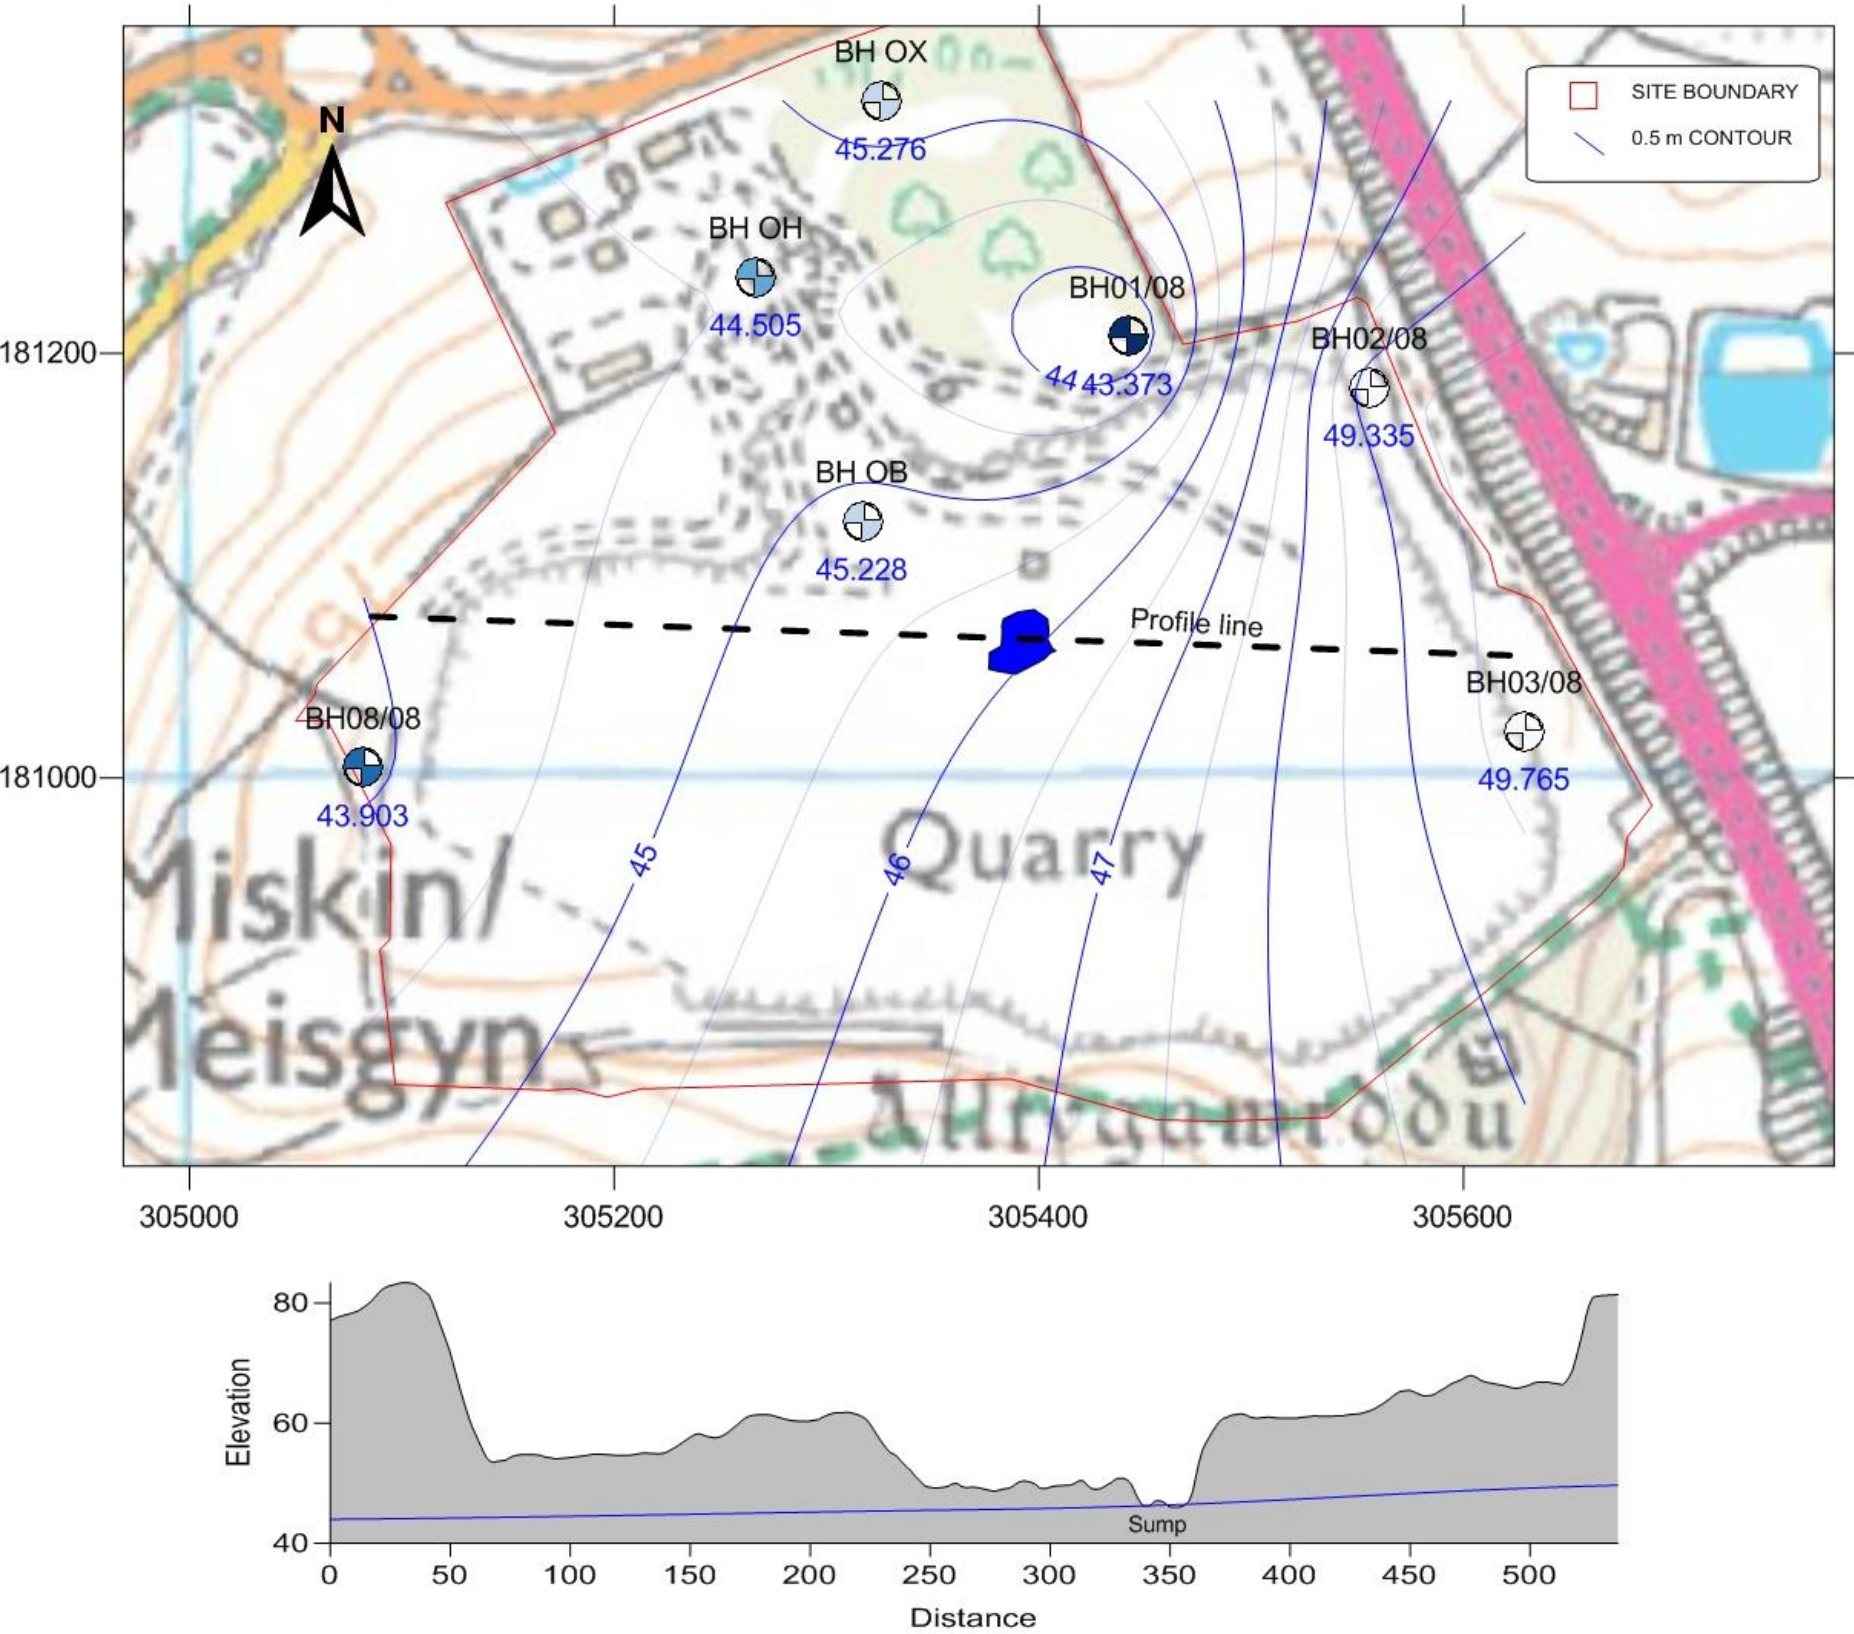 BH OX
45.276
SITE BOUNDARY
0.5 m CONTOUR
N
BH OH
44.505
BH01/08
44
43.373
BH02/08
49.335
181200
BH OB
45.228
Profile line
BH03/08
49.765
BH08/08
43.903
181000
45
46
47
Quarry
Miskin/
Meisgyn
305000
305200
305400
305600
80
60
40
Elevation
Sump
0 50 100 150 200 250 300 350 400 450 500
Distance